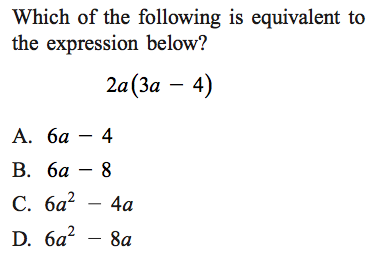 Which of the following is equivalent to
the expression below?
2a(3a − 4)
A. 6a − 4
B. 6a − 8
C. 6a² − 4a
D. 6a² − 8a